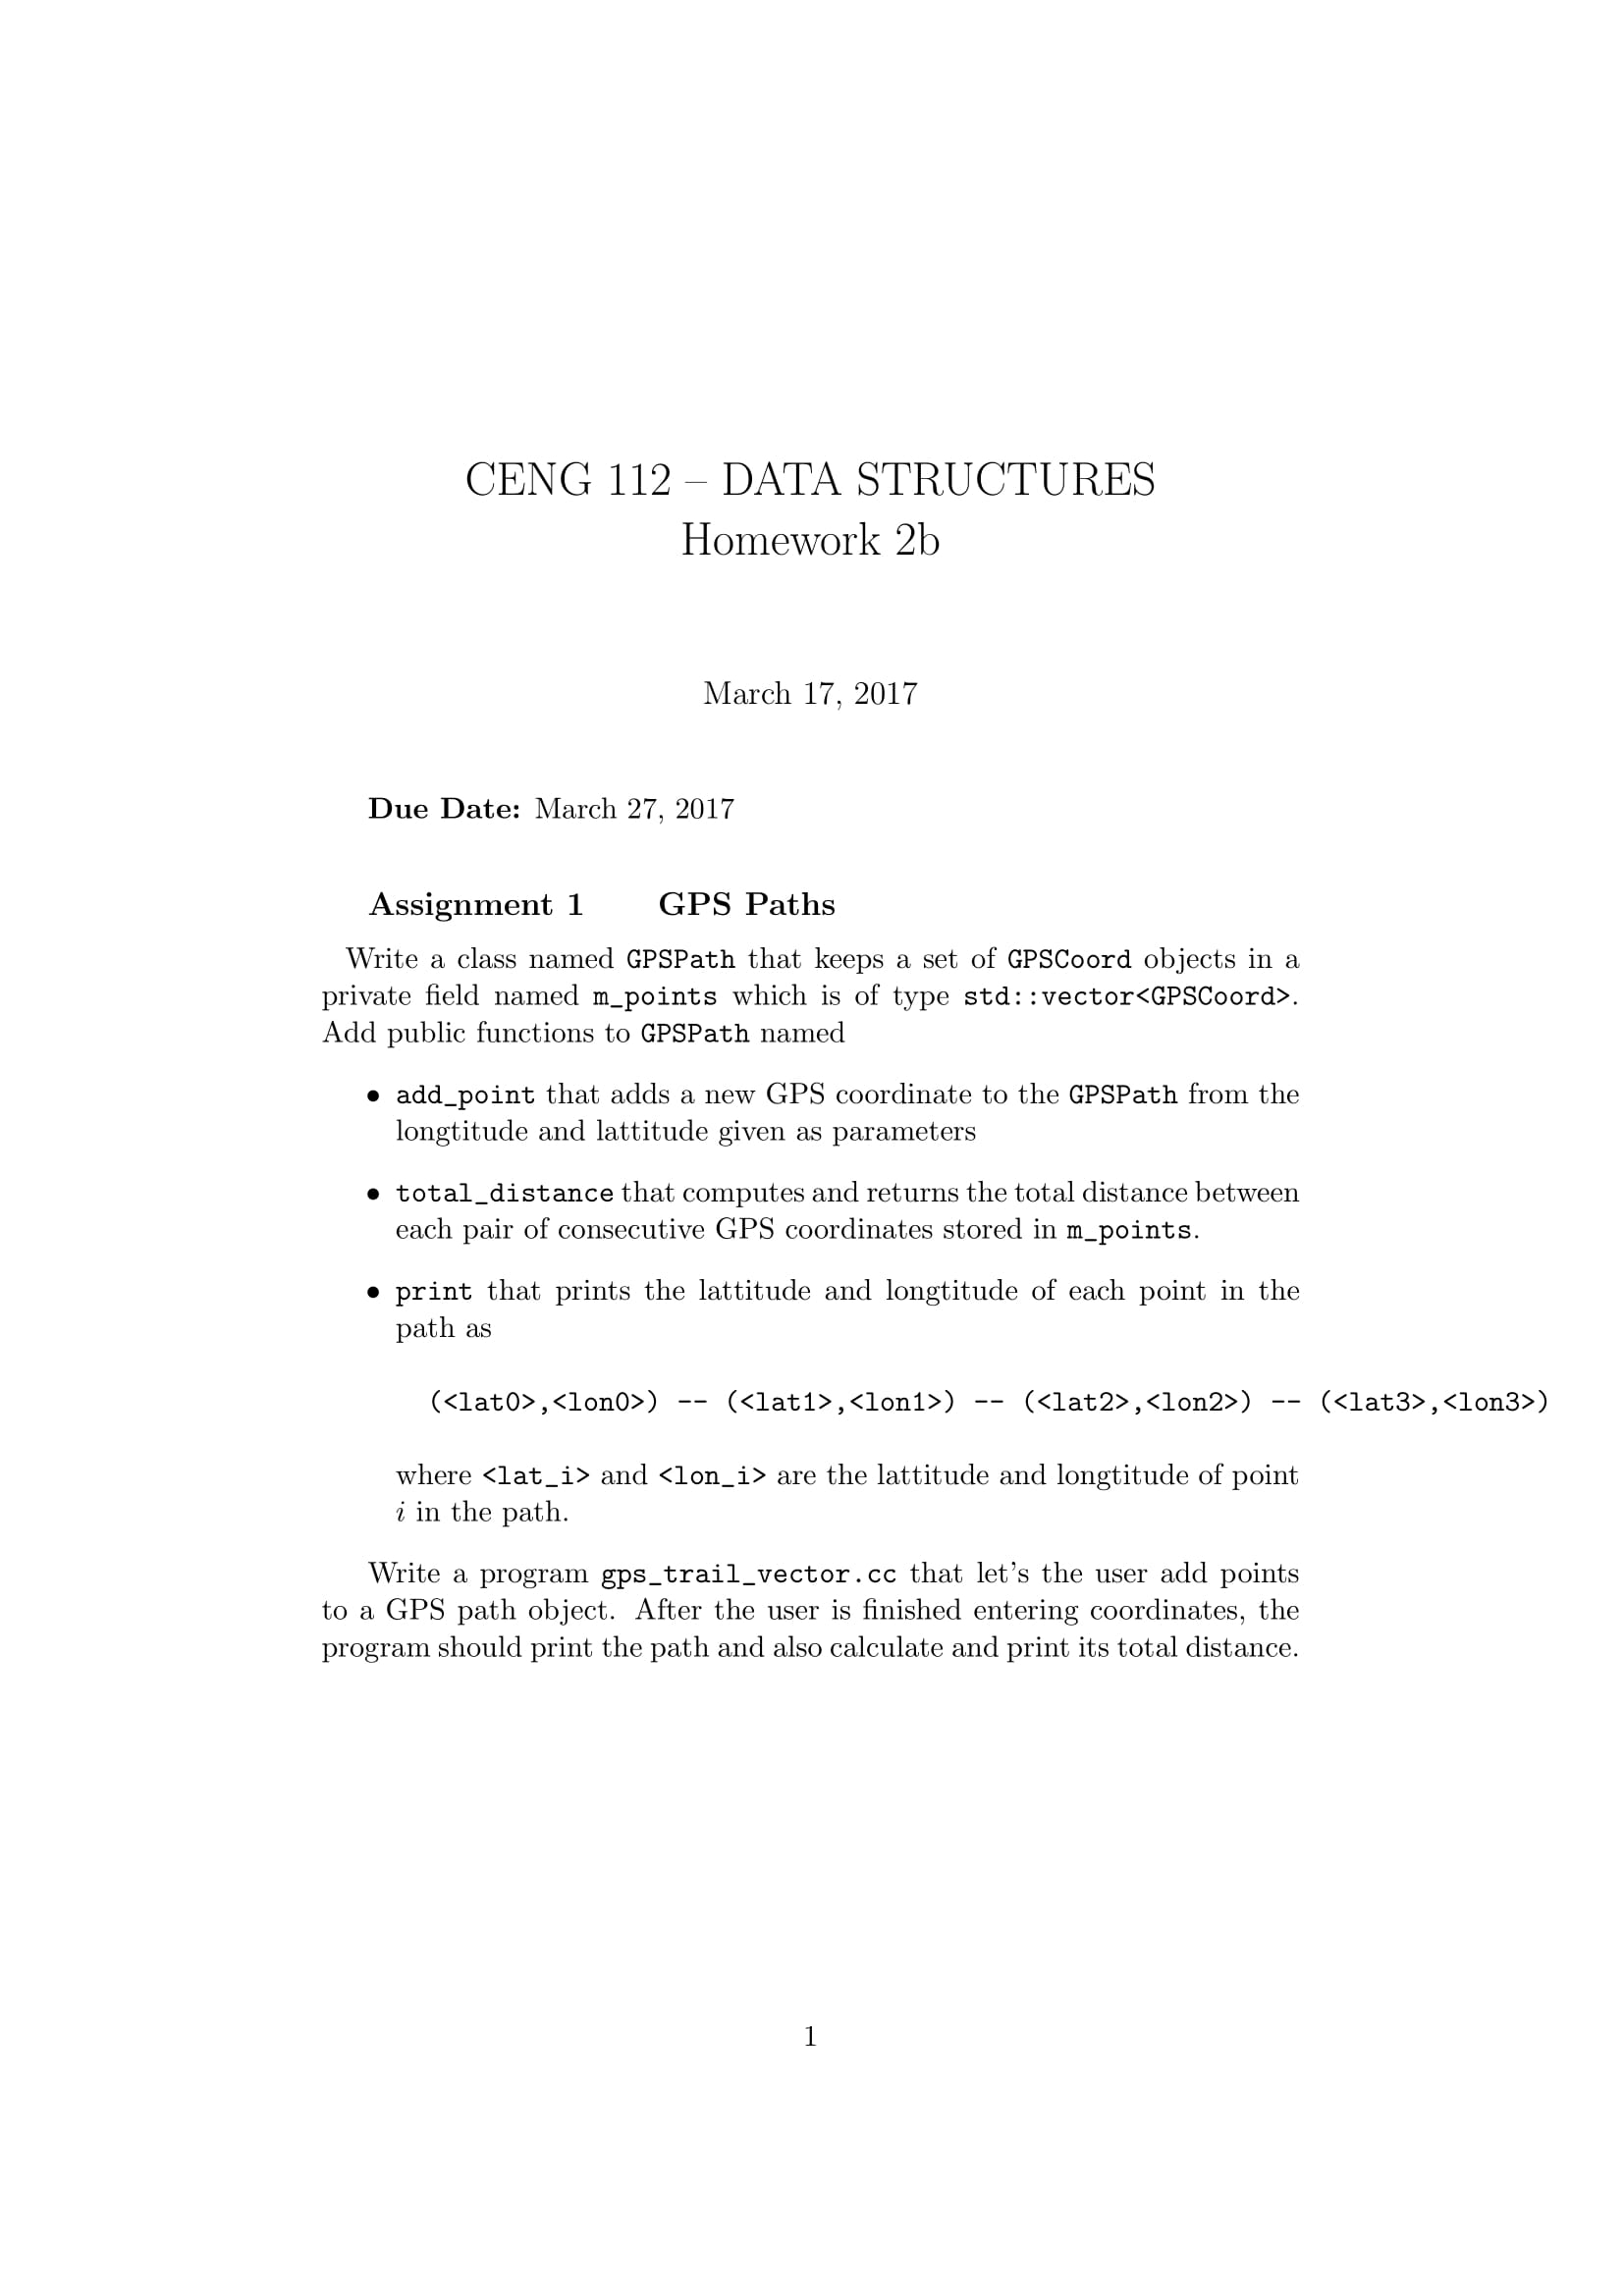 CENG 112 – DATA STRUCTURES
Homework 2b
March 17, 2017
Due Date: March 27, 2017
Assignment 1 GPS Paths
Write a class named GPSPath that keeps a set of GPSCoord objects in a
private field named m_points which is of type std::vector<GPSCoord>.
Add public functions to GPSPath named
• add_point that adds a new GPS coordinate to the GPSPath from the
longtitude and lattitude given as parameters
• total_distance that computes and returns the total distance between
each pair of consecutive GPS coordinates stored in m_points.
• print that prints the lattitude and longtitude of each point in the
path as
(<lat0>,<lon0>) -- (<lat1>,<lon1>) -- (<lat2>,<lon2>) -- (<lat3>,<lon3>)
where <lat_i> and <lon_i> are the lattitude and longtitude of point
i in the path.
Write a program gps_trail_vector.cc that let's the user add points
to a GPS path object. After the user is finished entering coordinates, the
program should print the path and also calculate and print its total distance.
1